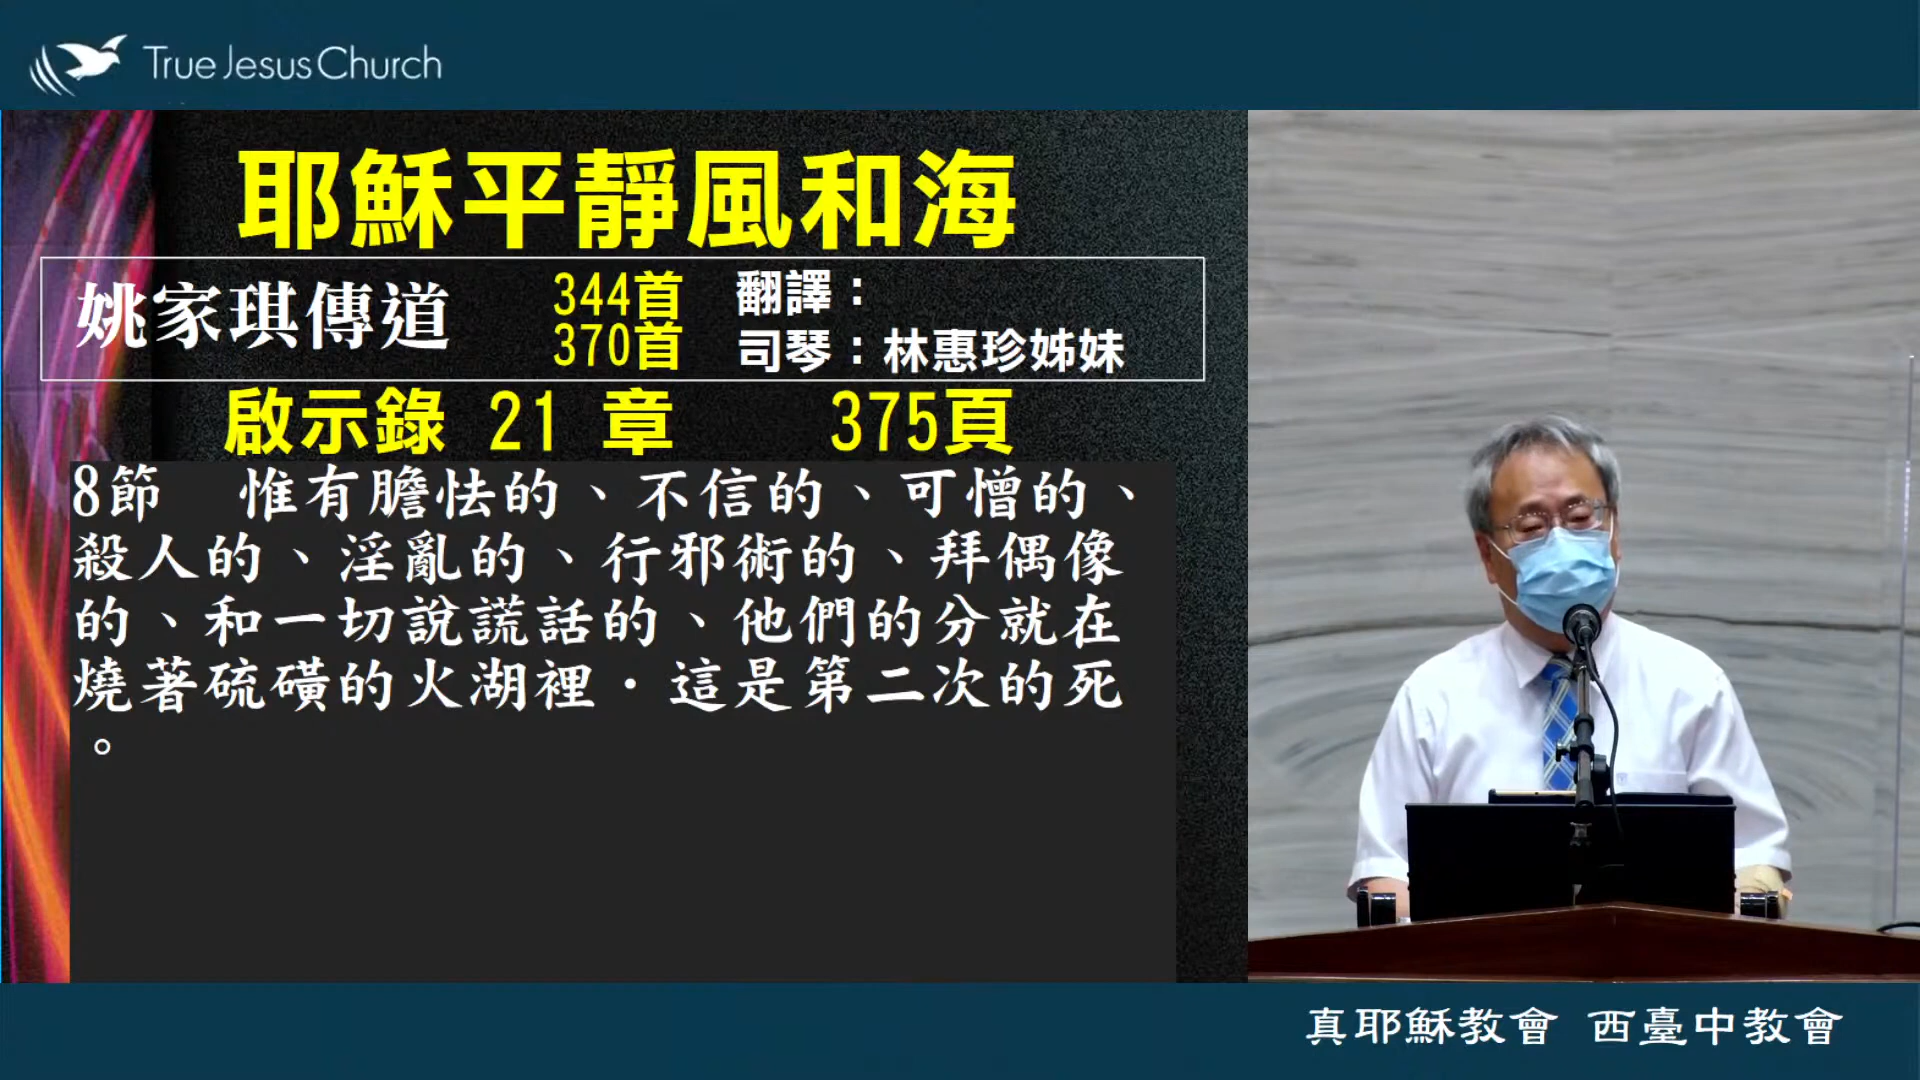 True Jesus Church
耶穌平靜風和海
姚家琪傳道
344首
370首
翻譯：
司琴：林惠珍姊妹
啟示錄 21 章 375頁
8節 惟有膽怯的、不信的、可憎的、
殺人的、淫亂的、行邪術的、拜偶像
的、和一切說謊話的、他們的分就在
燒著硫磺的火湖裡．這是第二次的死
。
真耶穌教會 西臺中教會